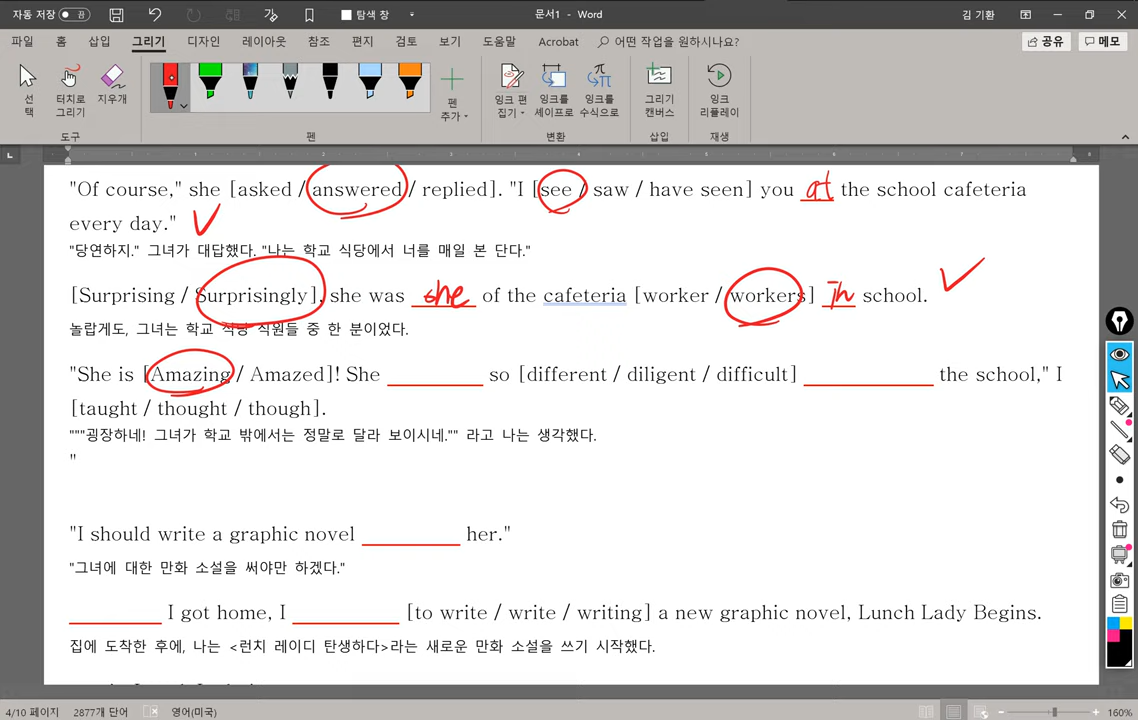 자동 저장 끔 탐색 창 문서1 - Word 김 기환
파일 홈 삽입 그리기 디자인 레이아웃 참조 편지 검토 보기 도움말 Acrobat 어떤 작업을 원하시나요? 공유 메모
선택 터치로 그리기 지우개 펜 추가 잉크 편집기 잉크를 셰이프로 잉크를 수식으로 그리기 캔버스 잉크 리플레이
도구 펜 변환 삽입 재생
"Of course," she [asked / answered / replied]. "I [see / saw / have seen] you at the school cafeteria
every day."
"당연하지." 그녀가 대답했다. "나는 학교 식당에서 너를 매일 본 단다."
[Surprising / Surprisingly], she was one of the cafeteria [worker / workers] in school.
놀랍게도, 그녀는 학교 식당 직원들 중 한 분이었다.
"She is [Amazing / Amazed]! She ________ so [different / diligent / difficult] ___________ the school," I
[taught / thought / though].
"""굉장하네! 그녀가 학교 밖에서는 정말로 달라 보이시네."" 라고 나는 생각했다.
"
"I should write a graphic novel ________ her."
"그녀에 대한 만화 소설을 써야만 하겠다."
________ I got home, I _________ [to write / write / writing] a new graphic novel, Lunch Lady Begins.
집에 도착한 후에, 나는 <런치 레이디 탄생하다>라는 새로운 만화 소설을 쓰기 시작했다.
4/10 페이지 2877개 단어 영어(미국) 160%